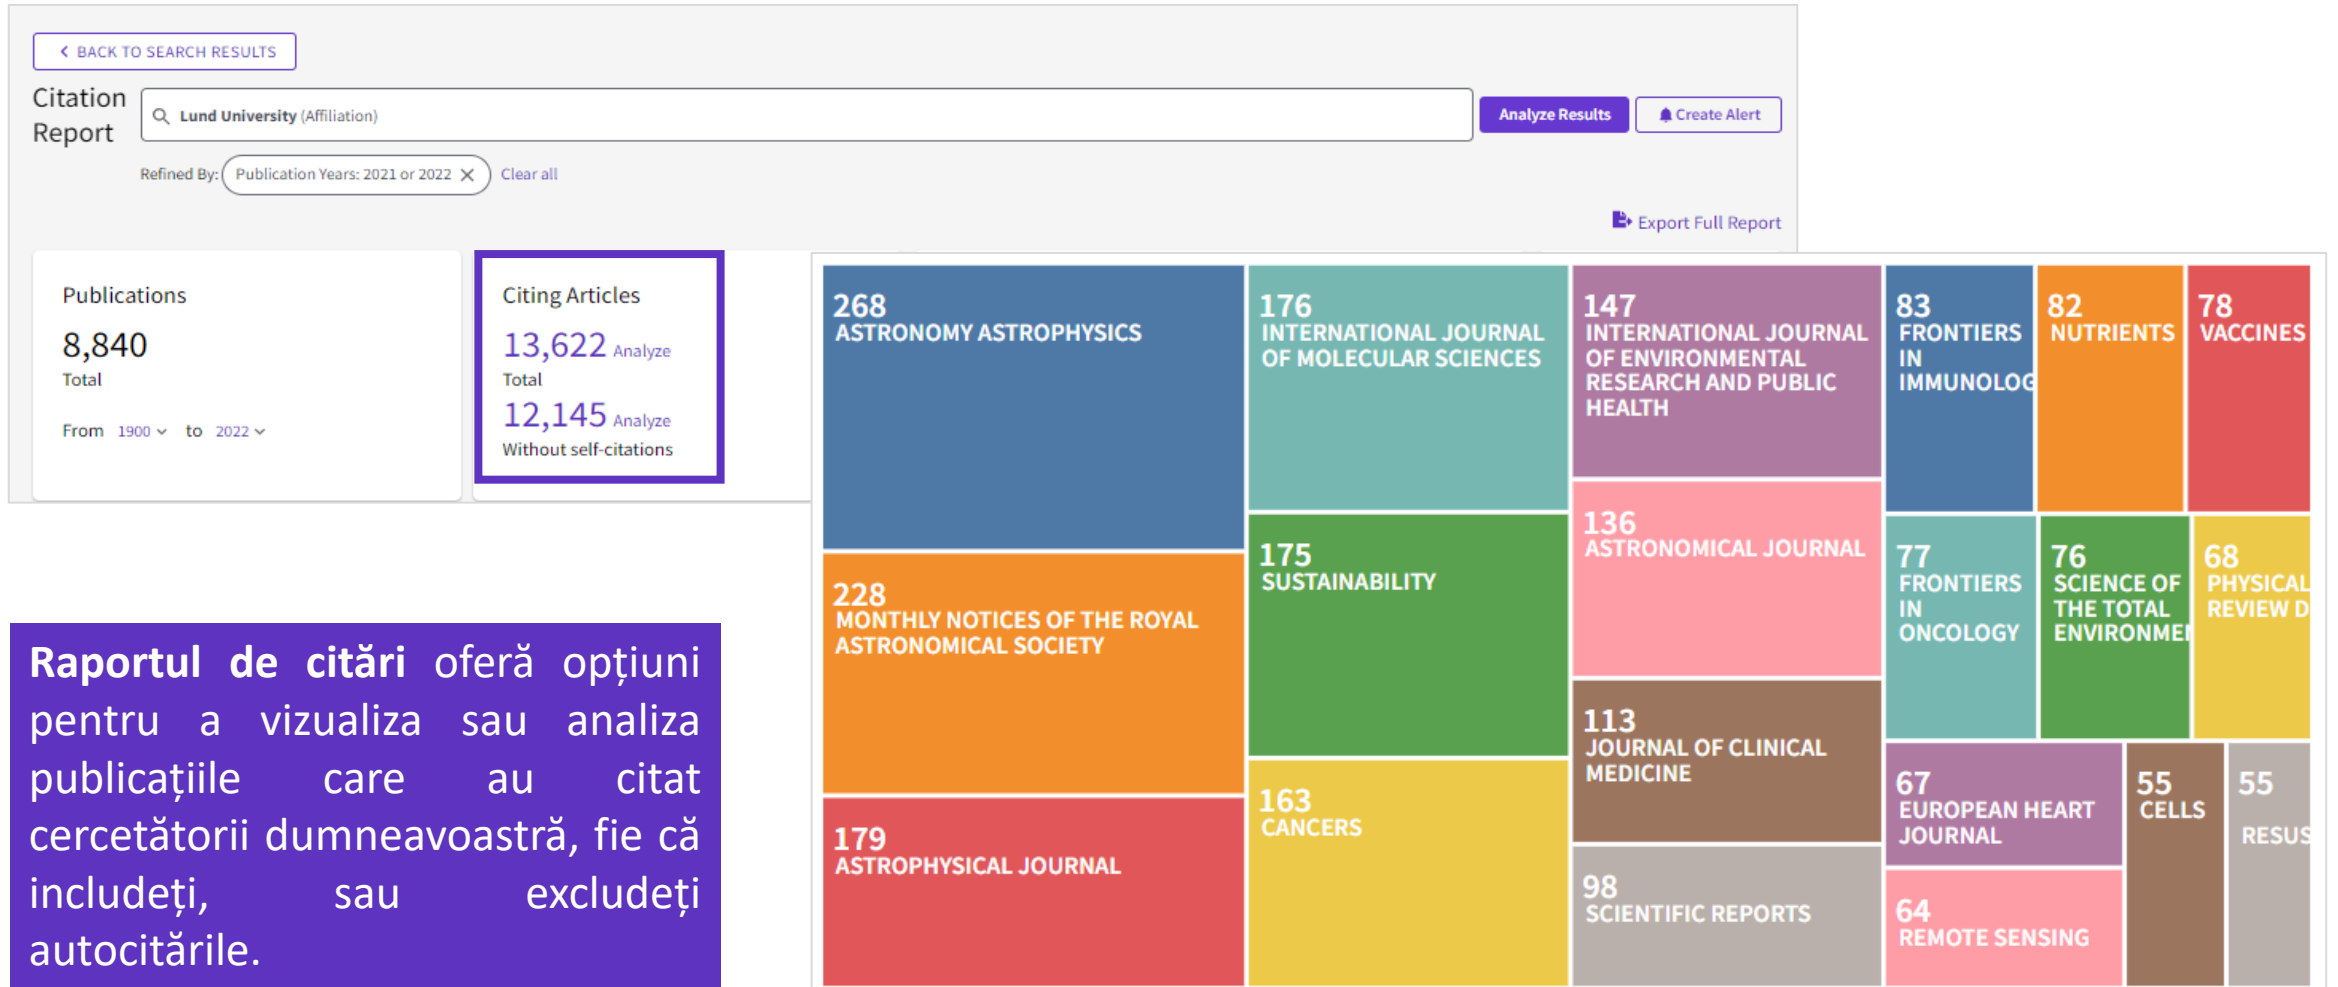 BACK TO SEARCH RESULTS
Citation
Report
Lund University (Affiliation)
Analyze Results
Create Alert
Refined By:
Publication Years: 2021 or 2022
Clear all
Export Full Report
Publications
8,840
Total
From 1900 to 2022
Citing Articles
13,622 Analyze
Total
12,145 Analyze
Without self-citations
268
ASTRONOMY ASTROPHYSICS
228
MONTHLY NOTICES OF THE ROYAL
ASTRONOMICAL SOCIETY
179
ASTROPHYSICAL JOURNAL
176
INTERNATIONAL JOURNAL
OF MOLECULAR SCIENCES
175
SUSTAINABILITY
163
CANCERS
147
INTERNATIONAL JOURNAL
OF ENVIRONMENTAL
RESEARCH AND PUBLIC
HEALTH
136
ASTRONOMICAL JOURNAL
113
JOURNAL OF CLINICAL
MEDICINE
98
SCIENTIFIC REPORTS
83
FRONTIERS
IN
IMMUNOLOG
82
NUTRIENTS
78
VACCINES
77
FRONTIERS
IN
ONCOLOGY
76
SCIENCE OF
THE TOTAL
ENVIRONME
68
PHYSICAL
REVIEW D
67
EUROPEAN HEART
JOURNAL
64
REMOTE SENSING
55
CELLS
55
RESUS
Raportul de citări oferă opțiuni
pentru a vizualiza sau analiza
publicațiile care au citat
cercetătorii dumneavoastră, fie că
includeți, sau excludeți
autocitările.